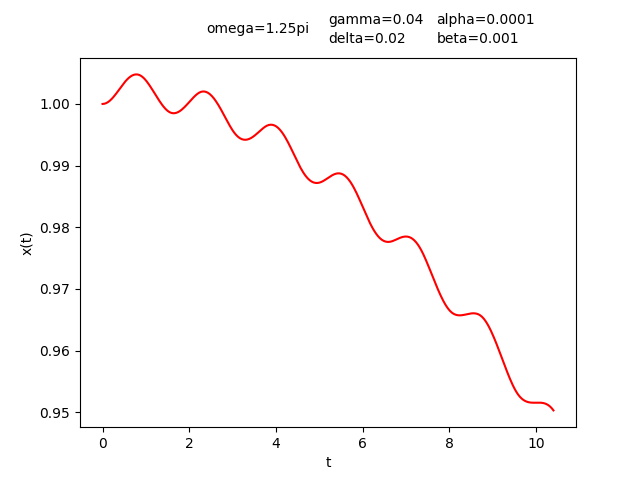 omega=1.25pi
gamma=0.04 alpha=0.0001
delta=0.02 beta=0.001
1.00
0.99
0.98
0.97
0.96
0.95
x(t)
0 2 4 6 8 10
t